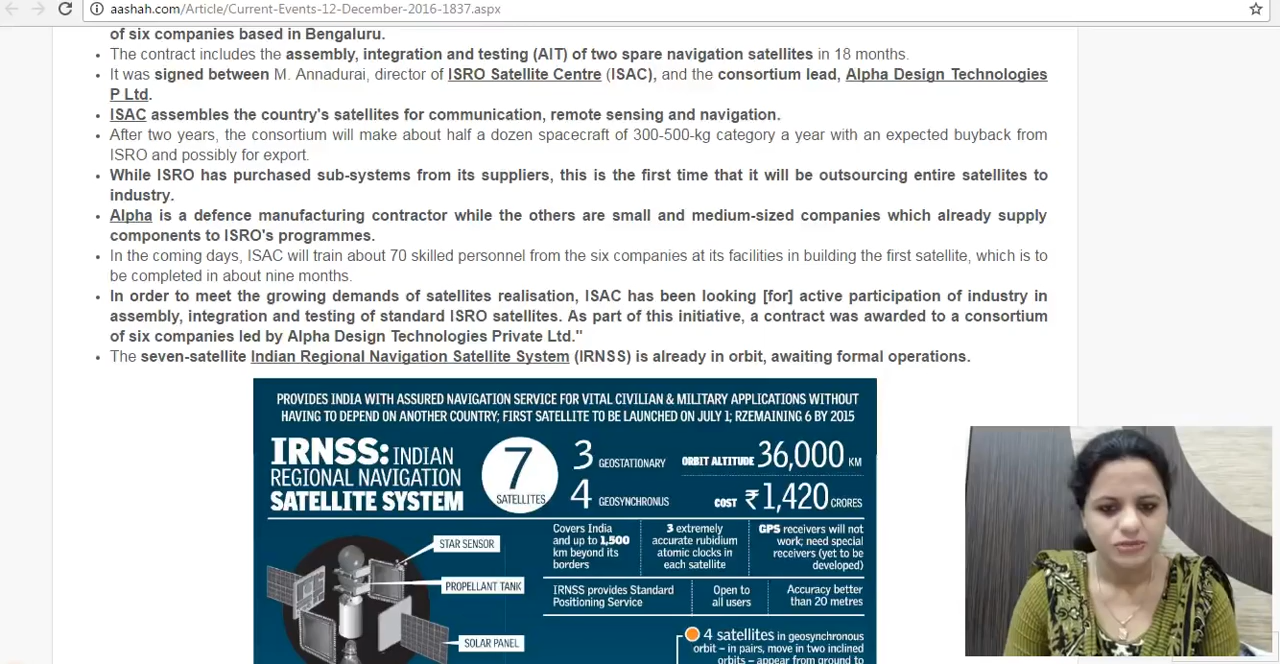 aashah.com/Article/Current-Events-12-December-2016-1837.aspx
of six companies based in Bengaluru.
• The contract includes the assembly, integration and testing (AIT) of two spare navigation satellites in 18 months.
• It was signed between M. Annadurai, director of ISRO Satellite Centre (ISAC), and the consortium lead, Alpha Design Technologies
P Ltd.
• ISAC assembles the country's satellites for communication, remote sensing and navigation.
• After two years, the consortium will make about half a dozen spacecraft of 300-500-kg category a year with an expected buyback from
ISRO and possibly for export.
• While ISRO has purchased sub-systems from its suppliers, this is the first time that it will be outsourcing entire satellites to
industry.
• Alpha is a defence manufacturing contractor while the others are small and medium-sized companies which already supply
components to ISRO's programmes.
• In the coming days, ISAC will train about 70 skilled personnel from the six companies at its facilities in building the first satellite, which is to
be completed in about nine months.
• In order to meet the growing demands of satellites realisation, ISAC has been looking [for] active participation of industry in
assembly, integration and testing of standard ISRO satellites. As part of this initiative, a contract was awarded to a consortium
of six companies led by Alpha Design Technologies Private Ltd."
• The seven-satellite Indian Regional Navigation Satellite System (IRNSS) is already in orbit, awaiting formal operations.
PROVIDES INDIA WITH ASSURED NAVIGATION SERVICE FOR VITAL CIVILIAN & MILITARY APPLICATIONS WITHOUT
HAVING TO DEPEND ON ANOTHER COUNTRY; FIRST SATELLITE TO BE LAUNCHED ON JULY 1; RZEMAINING 6 BY 2015
IRNSS: INDIAN
REGIONAL NAVIGATION
SATELLITE SYSTEM
7
SATELLITES
3 GEOSTATIONARY
4 GEOSYNCHRONUS
ORBIT ALTITUDE 36,000 KM
COST ₹1,420 CRORES
Covers India
and up to 1,500
km beyond its
borders
3 extremely
accurate rubidium
atomic clocks in
each satellite
GPS receivers will not
work; need special
receivers (yet to be
developed)
IRNSS provides Standard
Positioning Service
Open to
all users
Accuracy better
than 20 metres
STAR SENSOR
PROPELLANT TANK
SOLAR PANEL
4 satellites in geosynchronous
orbit – in pairs, move in two inclined
orbits – appear from ground to